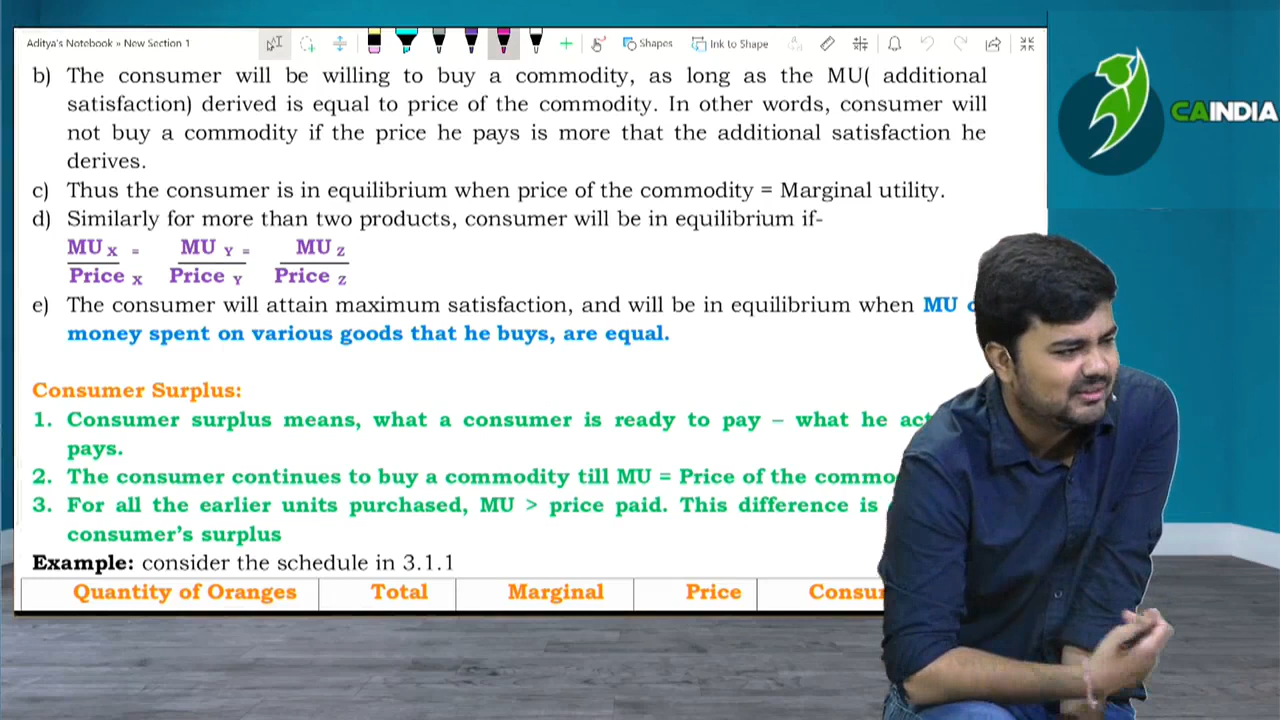 Aditya's Notebook » New Section 1
Shapes
Ink to Shape
CAINDIA
b) The consumer will be willing to buy a commodity, as long as the MU( additional
satisfaction) derived is equal to price of the commodity. In other words, consumer will
not buy a commodity if the price he pays is more that the additional satisfaction he
derives.
c) Thus the consumer is in equilibrium when price of the commodity = Marginal utility.
d) Similarly for more than two products, consumer will be in equilibrium if-
MU X = MU Y = MU Z
Price X Price Y Price Z
e) The consumer will attain maximum satisfaction, and will be in equilibrium when MU
money spent on various goods that he buys, are equal.
Consumer Surplus:
1. Consumer surplus means, what a consumer is ready to pay – what he
pays.
2. The consumer continues to buy a commodity till MU = Price of the
3. For all the earlier units purchased, MU > price paid. This difference is
consumer's surplus
Example: consider the schedule in 3.1.1
Quantity of Oranges Total Marginal Price